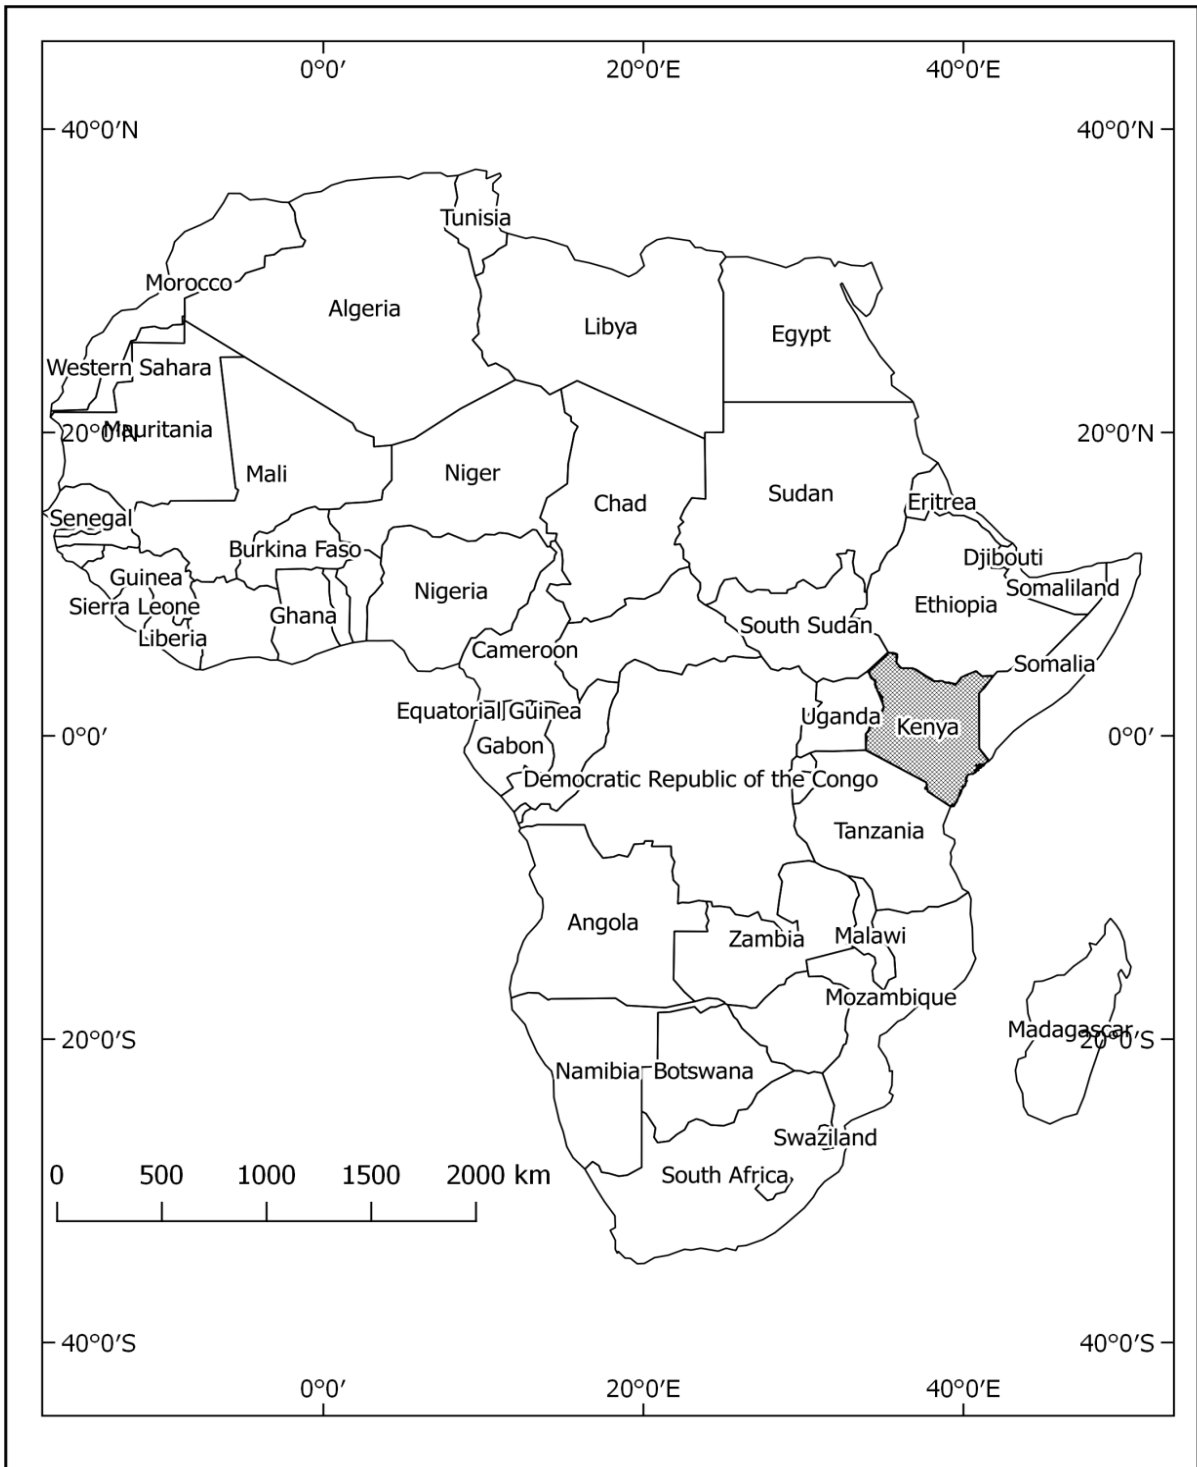 0°0′ 20°0′E 40°0′E
40°0′N 40°0′N
Tunisia
Morocco
Algeria
Libya
Egypt
Western Sahara
Mauritania
20°0′N 20°0′N
Mali
Niger
Chad
Sudan
Eritrea
Senegal
Burkina Faso
Djibouti
Guinea
Nigeria
Somaliland
Sierra Leone
Ghana
Ethiopia
Liberia
South Sudan
Cameroon
Somalia
Equatorial Guinea
Uganda
Kenya
0°0′ 0°0′
Gabon
Democratic Republic of the Congo
Tanzania
Angola
Zambia
Malawi
Mozambique
Madagascar
20°0′S 20°0′S
Namibia
Botswana
Swaziland
South Africa
0 500 1000 1500 2000 km
40°0′S 40°0′S
0°0′ 20°0′E 40°0′E